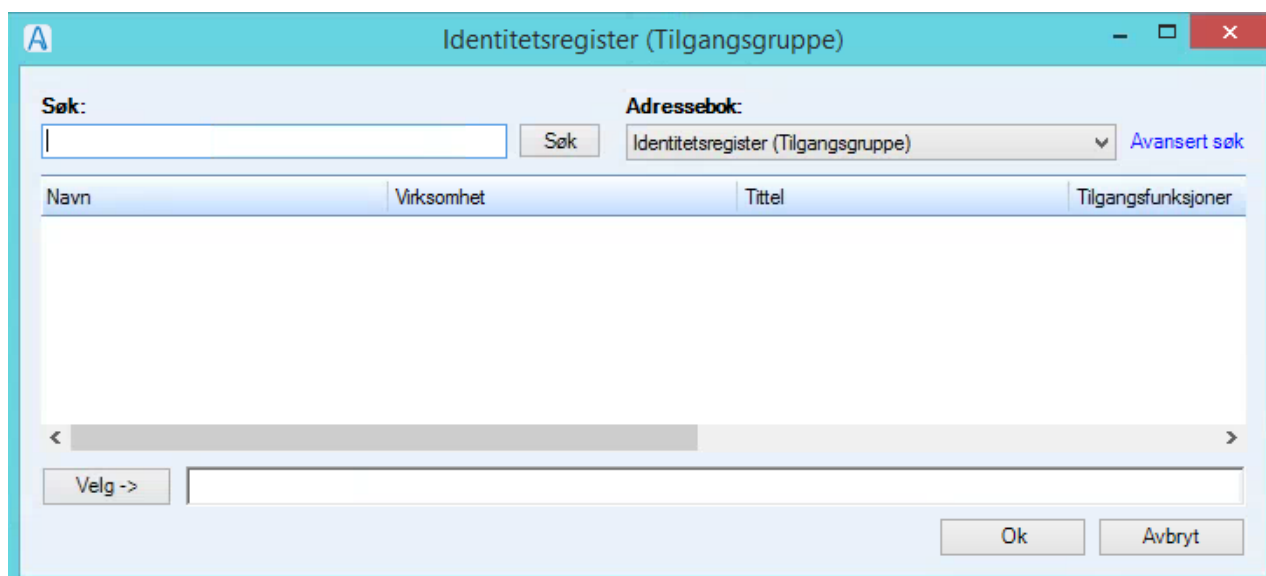 A
Identitetsregister (Tilgangsgruppe)
Søk:
Adressebok:
Søk
Identitetsregister (Tilgangsgruppe)
Avansert søk
Navn
Virksomhet
Tittel
Tilgangsfunksjoner
Velg ->
Ok
Avbryt